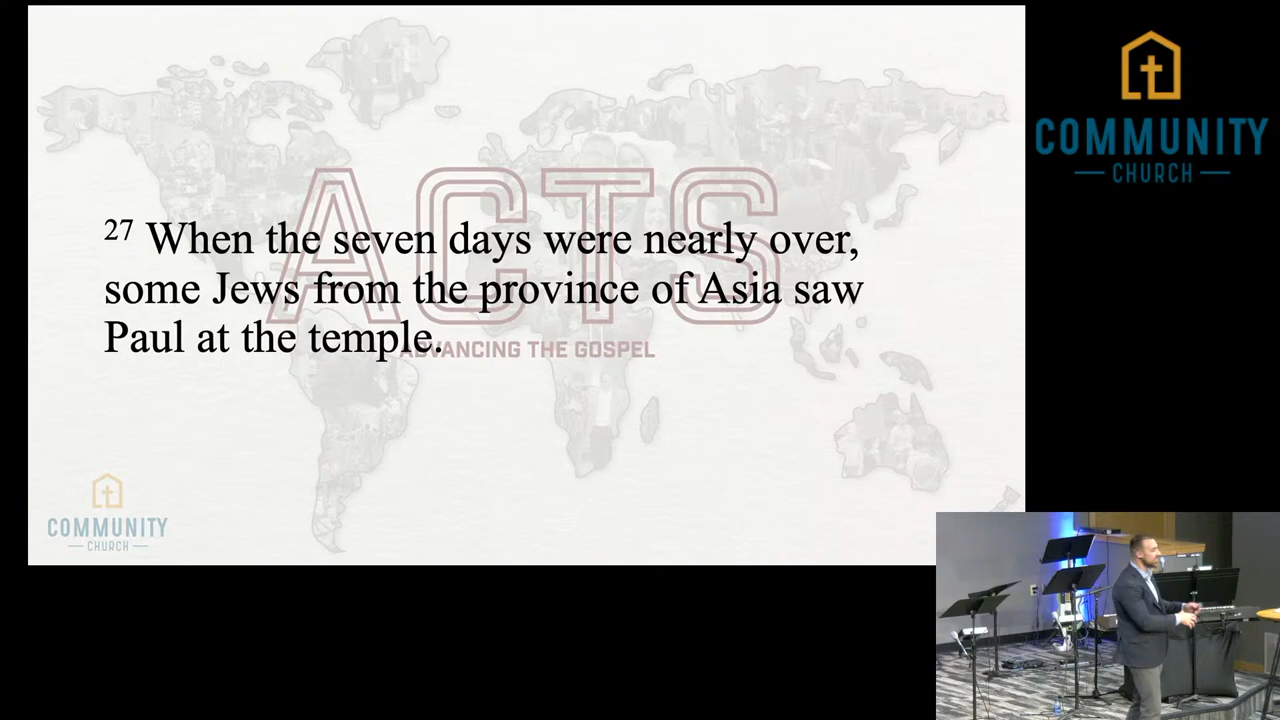 ACTS
ADVANCING THE GOSPEL
27 When the seven days were nearly over,
some Jews from the province of Asia saw
Paul at the temple.
COMMUNITY
CHURCH
COMMUNITY
CHURCH